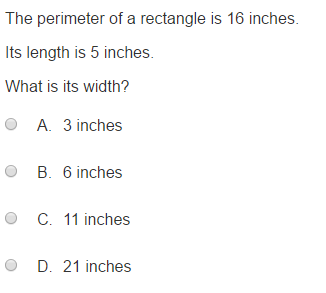 The perimeter of a rectangle is 16 inches.
Its length is 5 inches.
What is its width?
A. 3 inches
B. 6 inches
C. 11 inches
D. 21 inches